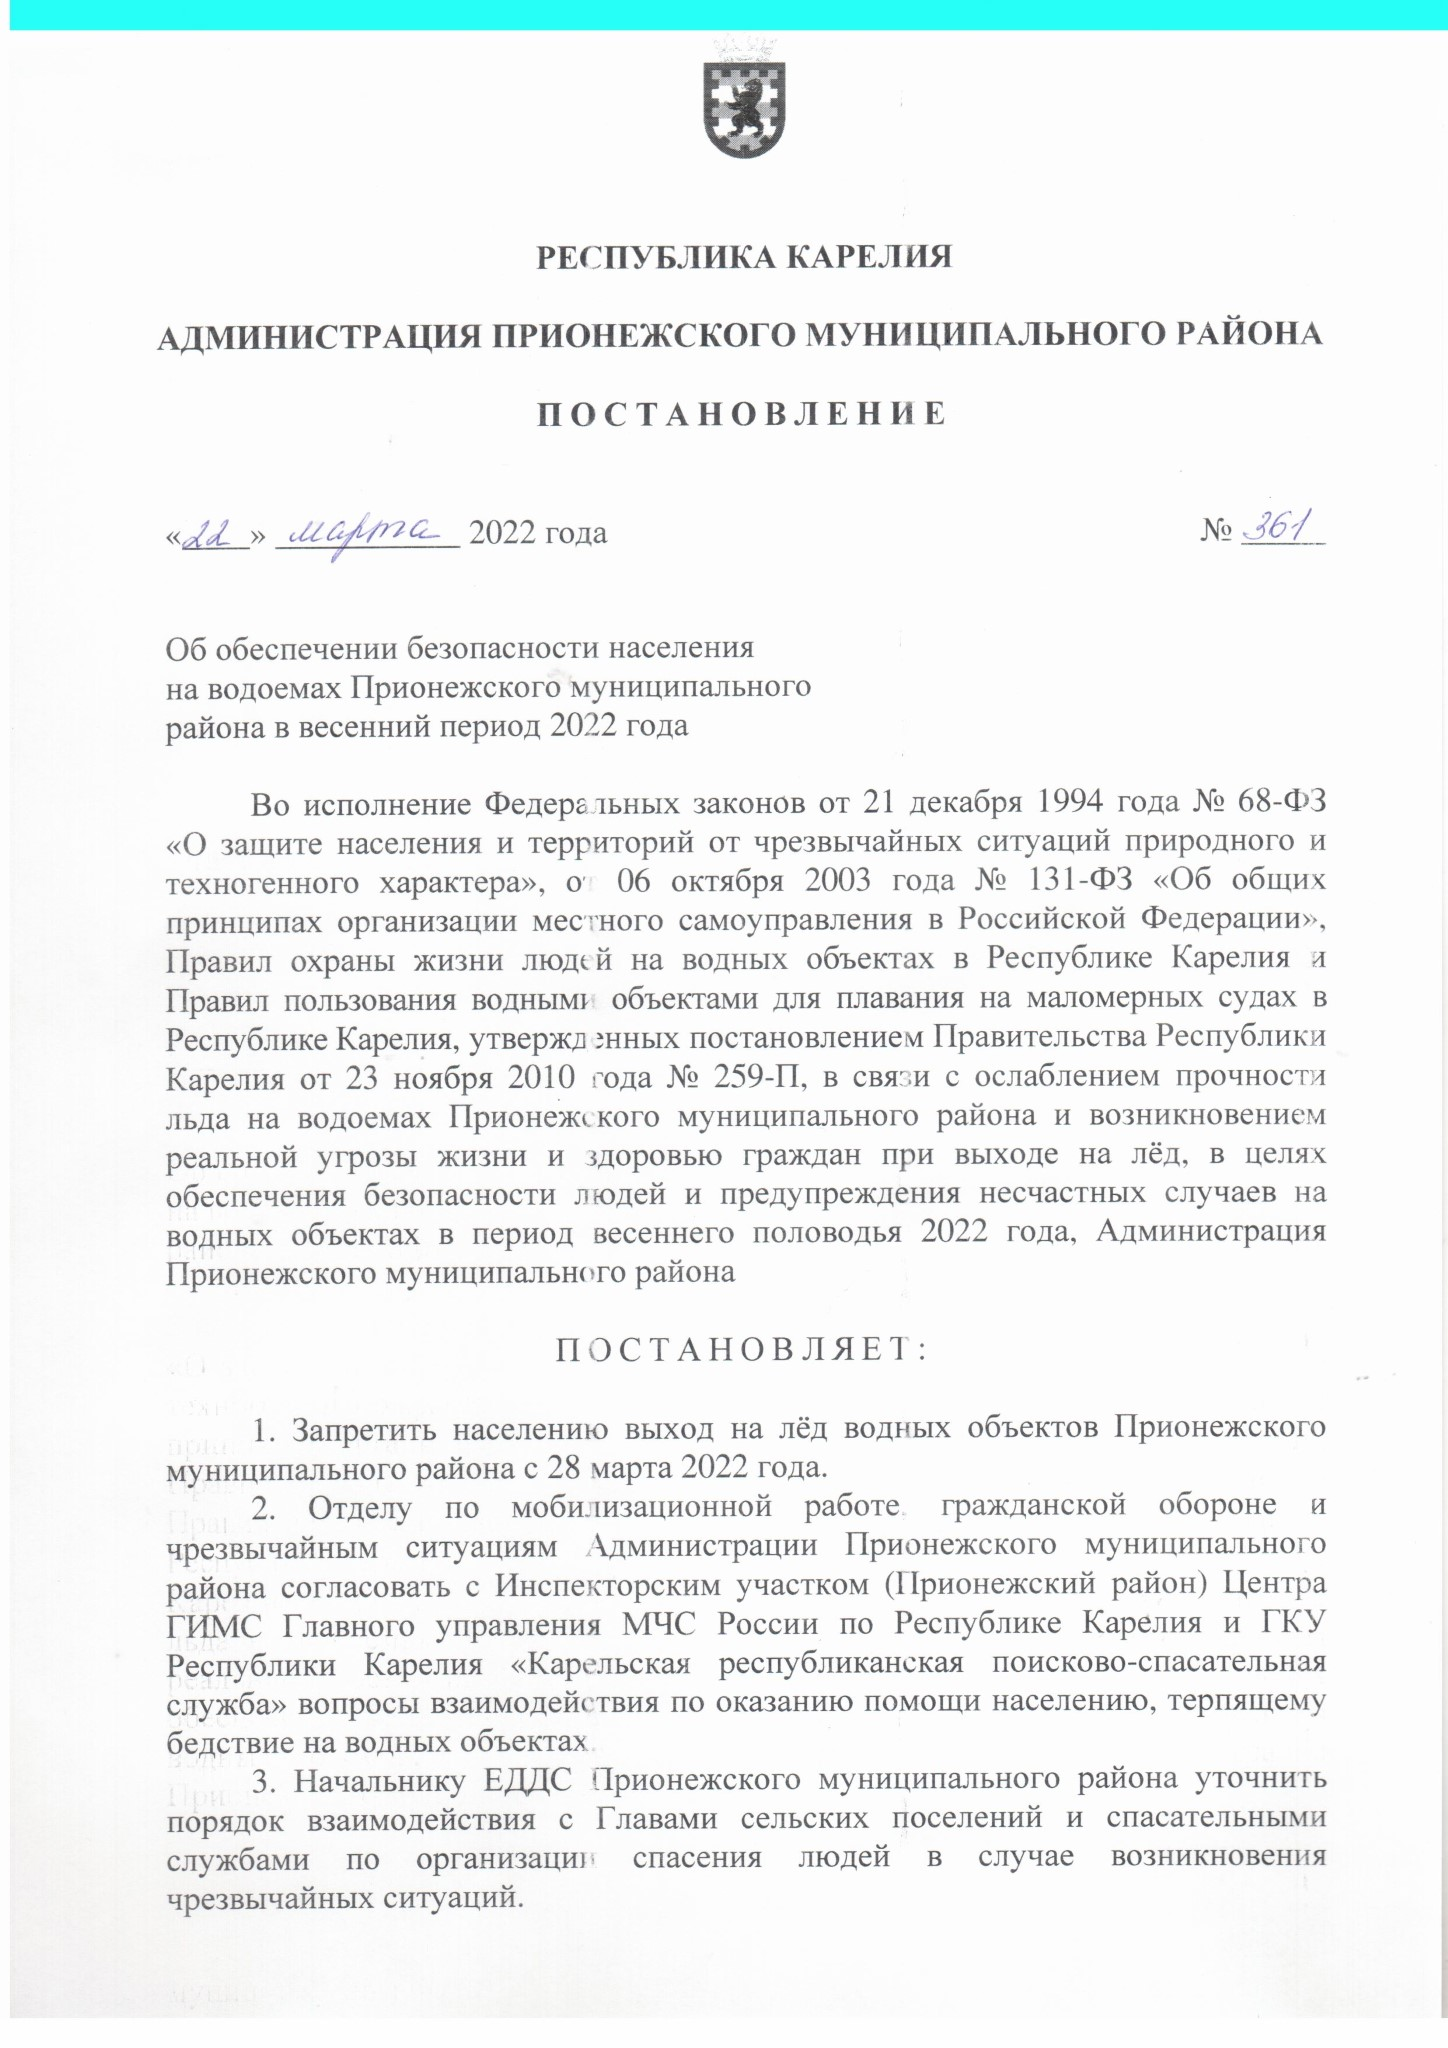 РЕСПУБЛИКА КАРЕЛИЯ
АДМИНИСТРАЦИЯ ПРИОНЕЖСКОГО МУНИЦИПАЛЬНОГО РАЙОНА
ПОСТАНОВЛЕНИЕ
«22» марта 2022 года № 361
Об обеспечении безопасности населения
на водоемах Прионежского муниципального
района в весенний период 2022 года
Во исполнение Федеральных законов от 21 декабря 1994 года № 68-ФЗ
«О защите населения и территорий от чрезвычайных ситуаций природного и
техногенного характера», от 06 октября 2003 года № 131-ФЗ «Об общих
принципах организации местного самоуправления в Российской Федерации»,
Правил охраны жизни людей на водных объектах в Республике Карелия и
Правил пользования водными объектами для плавания на маломерных судах в
Республике Карелия, утвержденных постановлением Правительства Республики
Карелия от 23 ноября 2010 года № 259-П, в связи с ослаблением прочности
льда на водоемах Прионежского муниципального района и возникновением
реальной угрозы жизни и здоровью граждан при выходе на лёд, в целях
обеспечения безопасности людей и предупреждения несчастных случаев на
водных объектах в период весеннего половодья 2022 года, Администрация
Прионежского муниципального района
ПОСТАНОВЛЯЕТ:
1. Запретить населению выход на лёд водных объектов Прионежского
муниципального района с 28 марта 2022 года.
2. Отделу по мобилизационной работе, гражданской обороне и
чрезвычайным ситуациям Администрации Прионежского муниципального
района согласовать с Инспекторским участком (Прионежский район) Центра
ГИМС Главного управления МЧС России по Республике Карелия и ГКУ
Республики Карелия «Карельская республиканская поисково-спасательная
служба» вопросы взаимодействия по оказанию помощи населению, терпящему
бедствие на водных объектах.
3. Начальнику ЕДДС Прионежского муниципального района уточнить
порядок взаимодействия с Главами сельских поселений и спасательными
службами по организации спасения людей в случае возникновения
чрезвычайных ситуаций.